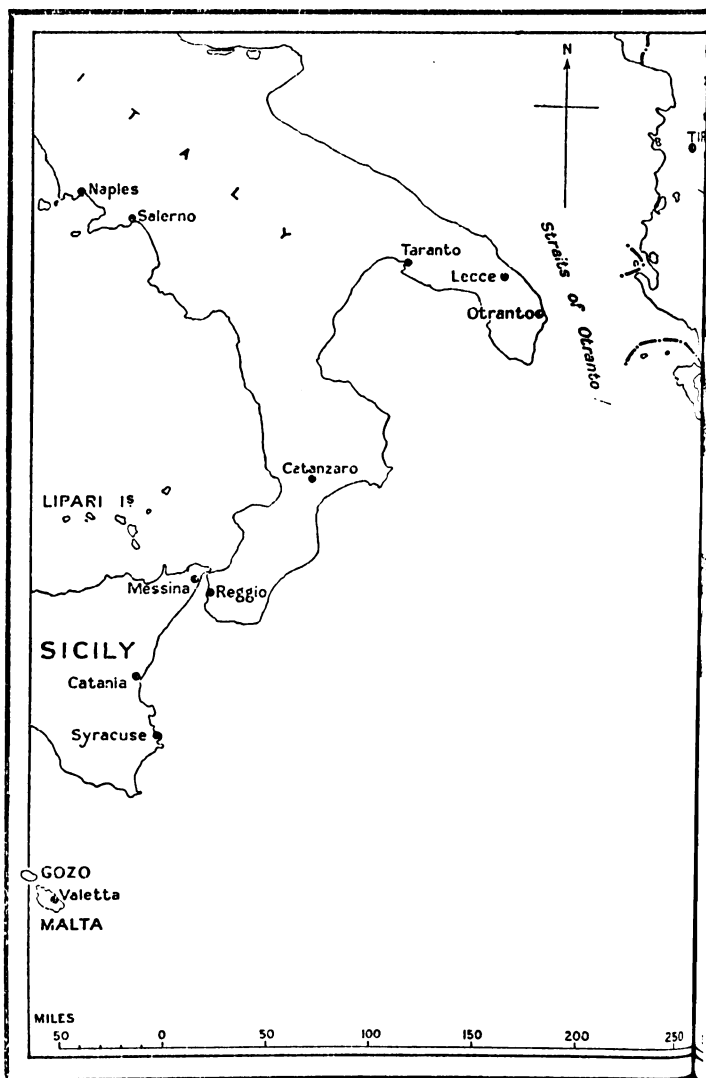 N
TIR
ITALY
Naples
Salerno
Taranto
Lecce
Otranto
Straits of Otranto
Catanzaro
LIPARI Is
Messina
Reggio
SICILY
Catania
Syracuse
GOZO
Valetta
MALTA
MILES
50 0 50 100 150 200 250